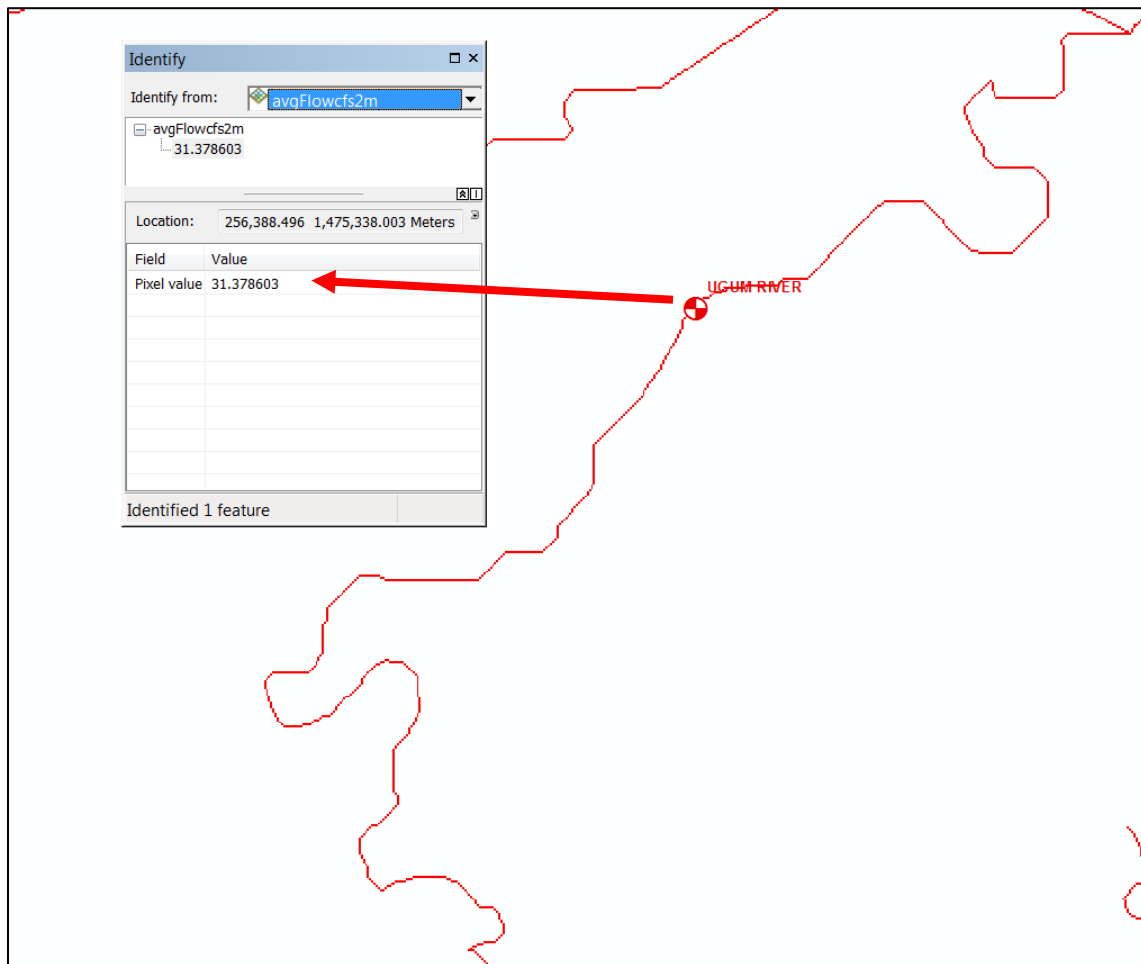 Identify
Identify from: avgFlowcfs2m
avgFlowcfs2m
31.378603
Location: 256,388.496 1,475,338.003 Meters
Field Value
Pixel value 31.378603
UGUM RIVER
Identified 1 feature